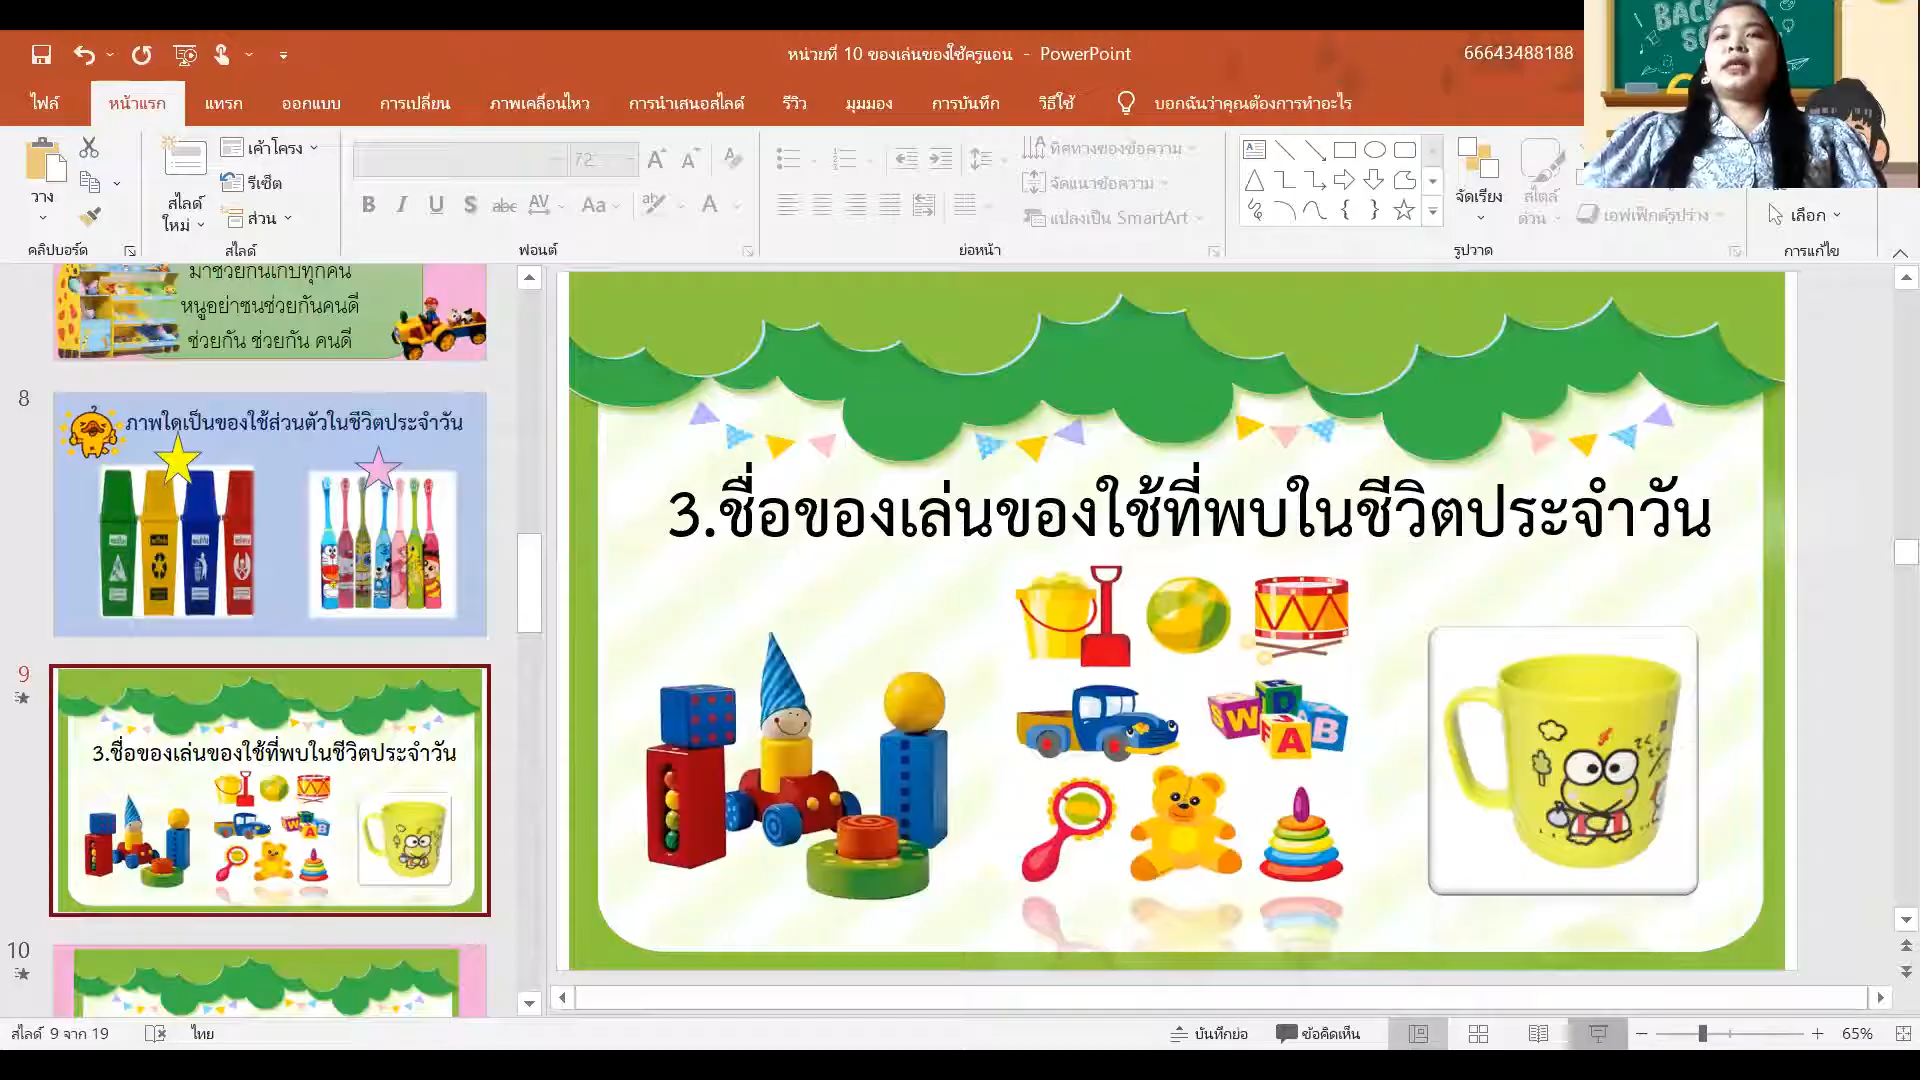 หน่วยที่ 10 ของเล่นของใช้ครูแอน - PowerPoint
66643488188
ไฟล์
หน้าแรก
แทรก
ออกแบบ
การเปลี่ยน
ภาพเคลื่อนไหว
การนำเสนอสไลด์
รีวิว
มุมมอง
การบันทึก
วิธีใช้
บอกฉันว่าคุณต้องการทำอะไร
วาง
คลิปบอร์ด
สไลด์
ใหม่
เค้าโครง
รีเซ็ต
ส่วน
สไลด์
72
B I U S abc AV Aa A
ฟอนต์
ทิศทางของข้อความ
จัดแนวข้อความ
แปลงเป็น SmartArt
ย่อหน้า
จัดเรียง
สไตล์
ด่วน
เอฟเฟ็กต์รูปร่าง
รูปวาด
เลือก
การแก้ไข
มาช่วยกันเก็บทุกคน
หนูอย่าซนช่วยกันคนดี
ช่วยกัน ช่วยกัน คนดี
8
ภาพใดเป็นของใช้ส่วนตัวในชีวิตประจำวัน
9
3.ชื่อของเล่นของใช้ที่พบในชีวิตประจำวัน
10
3.ชื่อของเล่นของใช้ที่พบในชีวิตประจำวัน
W D A B
สไลด์ 9 จาก 19
ไทย
บันทึกย่อ
ข้อคิดเห็น
65%